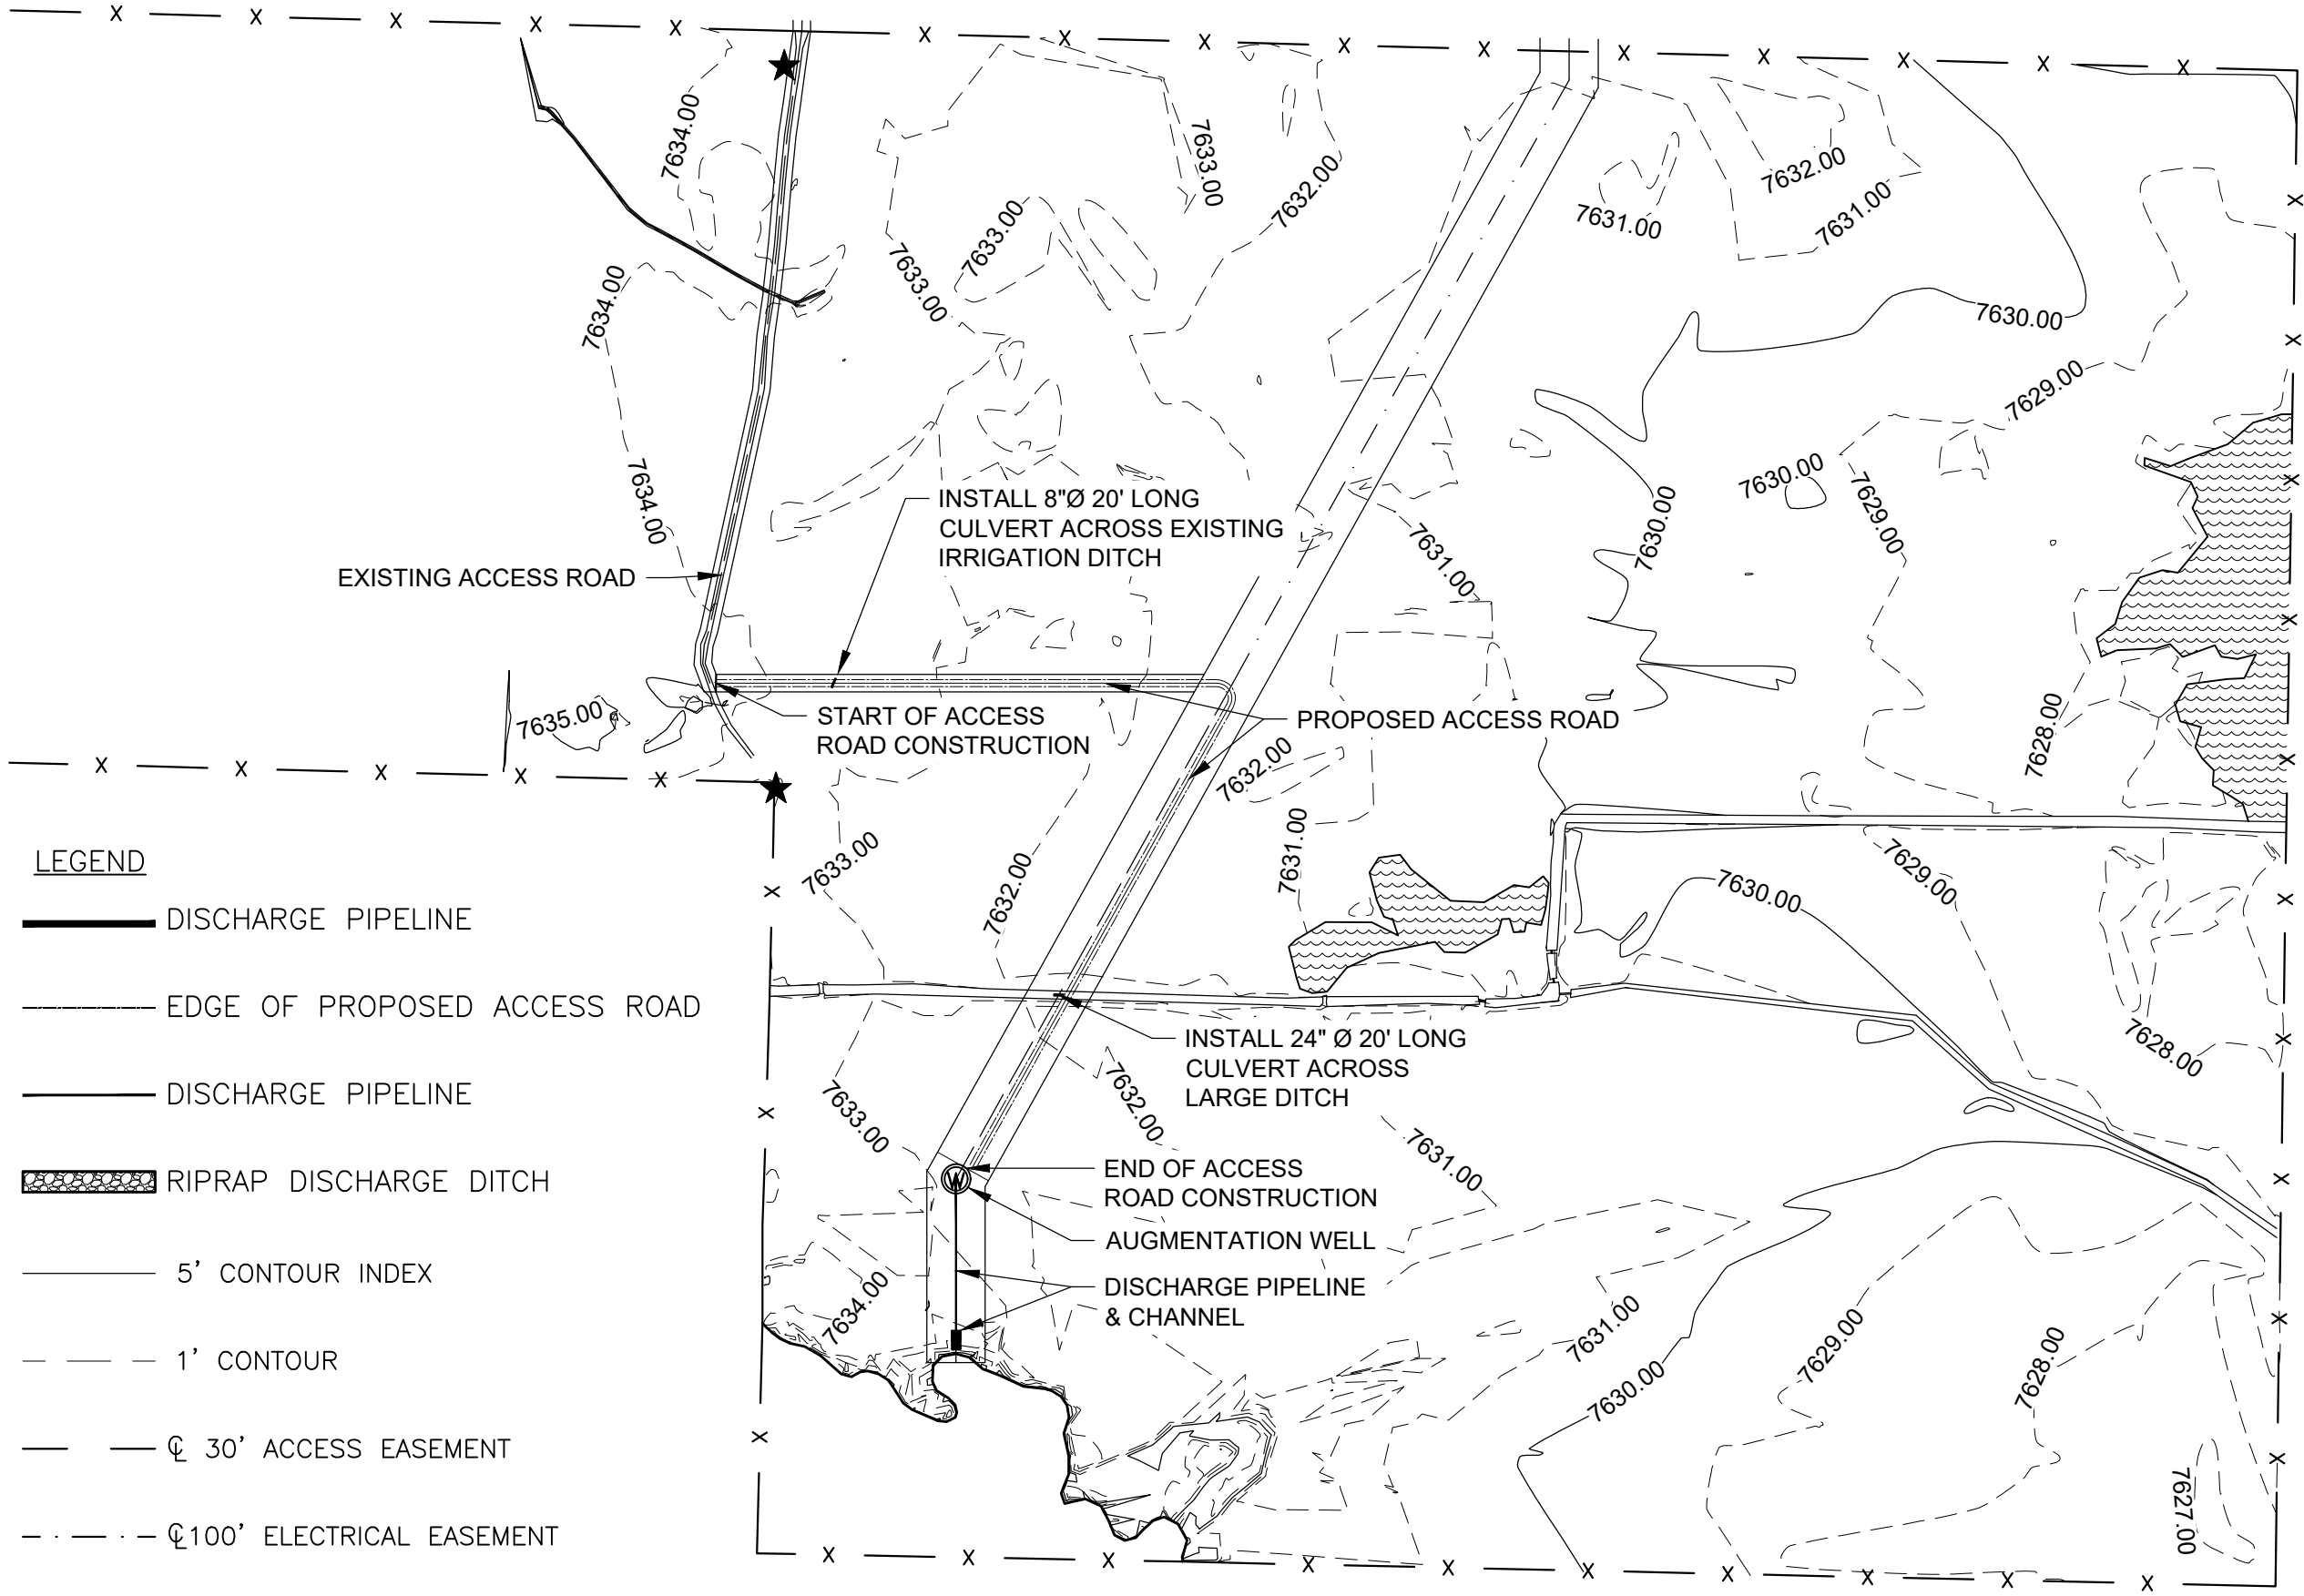 7634.00
7633.00
7632.00
7632.00
7631.00
7631.00
7633.00
7633.00
7634.00
7630.00
7629.00
7634.00
INSTALL 8"Ø 20' LONG
CULVERT ACROSS EXISTING
IRRIGATION DITCH
7630.00
7629.00
7630.00
7631.00
EXISTING ACCESS ROAD
7635.00
START OF ACCESS
ROAD CONSTRUCTION
PROPOSED ACCESS ROAD
7632.00
7628.00
7633.00
7632.00
7631.00
7630.00
7629.00
INSTALL 24" Ø 20' LONG
CULVERT ACROSS
LARGE DITCH
7628.00
7633.00
7632.00
7631.00
END OF ACCESS
ROAD CONSTRUCTION
W
AUGMENTATION WELL
DISCHARGE PIPELINE
& CHANNEL
7634.00
7631.00
7630.00
7629.00
7628.00
7627.00
LEGEND
DISCHARGE PIPELINE
EDGE OF PROPOSED ACCESS ROAD
DISCHARGE PIPELINE
RIPRAP DISCHARGE DITCH
5' CONTOUR INDEX
1' CONTOUR
℄ 30' ACCESS EASEMENT
℄100' ELECTRICAL EASEMENT